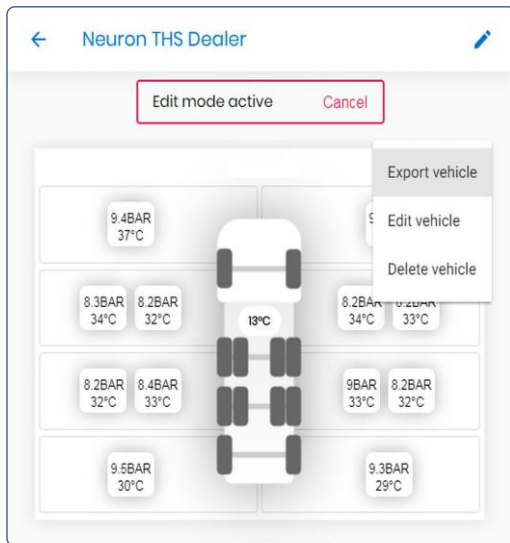 Neuron THS Dealer
Edit mode active Cancel
Export vehicle
Edit vehicle
Delete vehicle
9.4BAR
37°C
8.3BAR 8.2BAR
34°C 32°C
13°C
8.2BAR
34°C 33°C
8.2BAR 8.4BAR
32°C 33°C
9BAR 8.2BAR
33°C 32°C
9.5BAR
30°C
9.3BAR
29°C